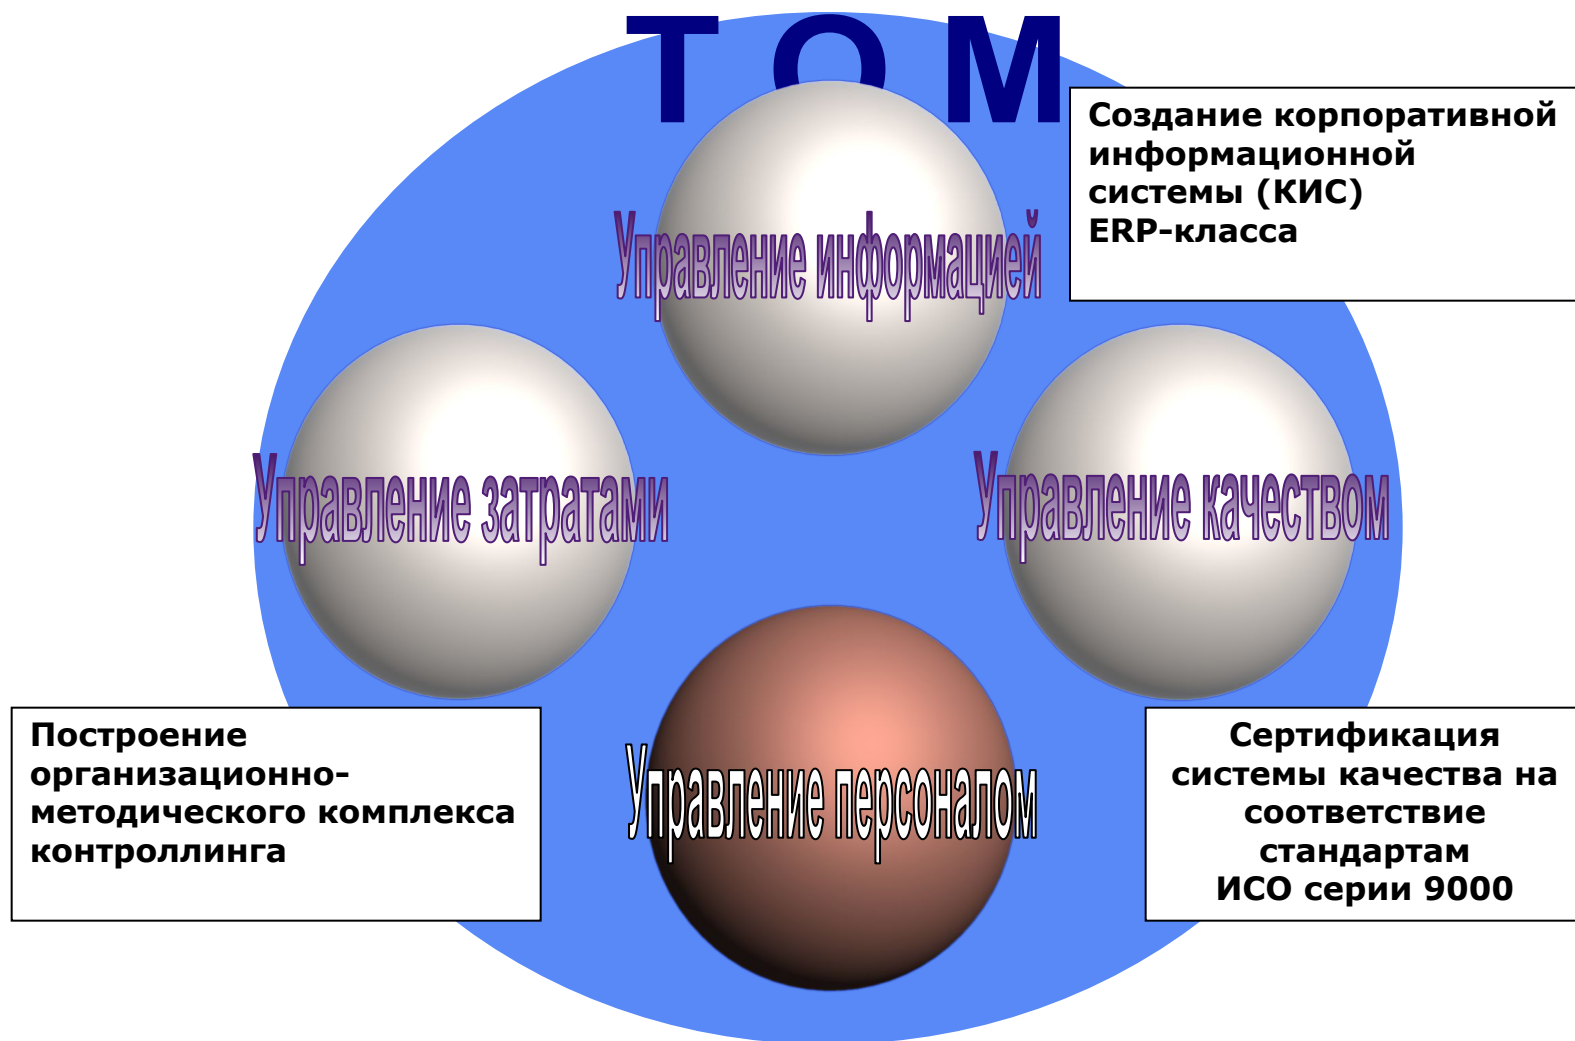 T Q M
Создание корпоративной
информационной
системы (КИС)
ERP-класса
Управление информацией
Управление затратами
Управление качеством
Построение
организационно-
методического комплекса
контроллинга
Управление персоналом
Сертификация
системы качества на
соответствие
стандартам
ИСО серии 9000